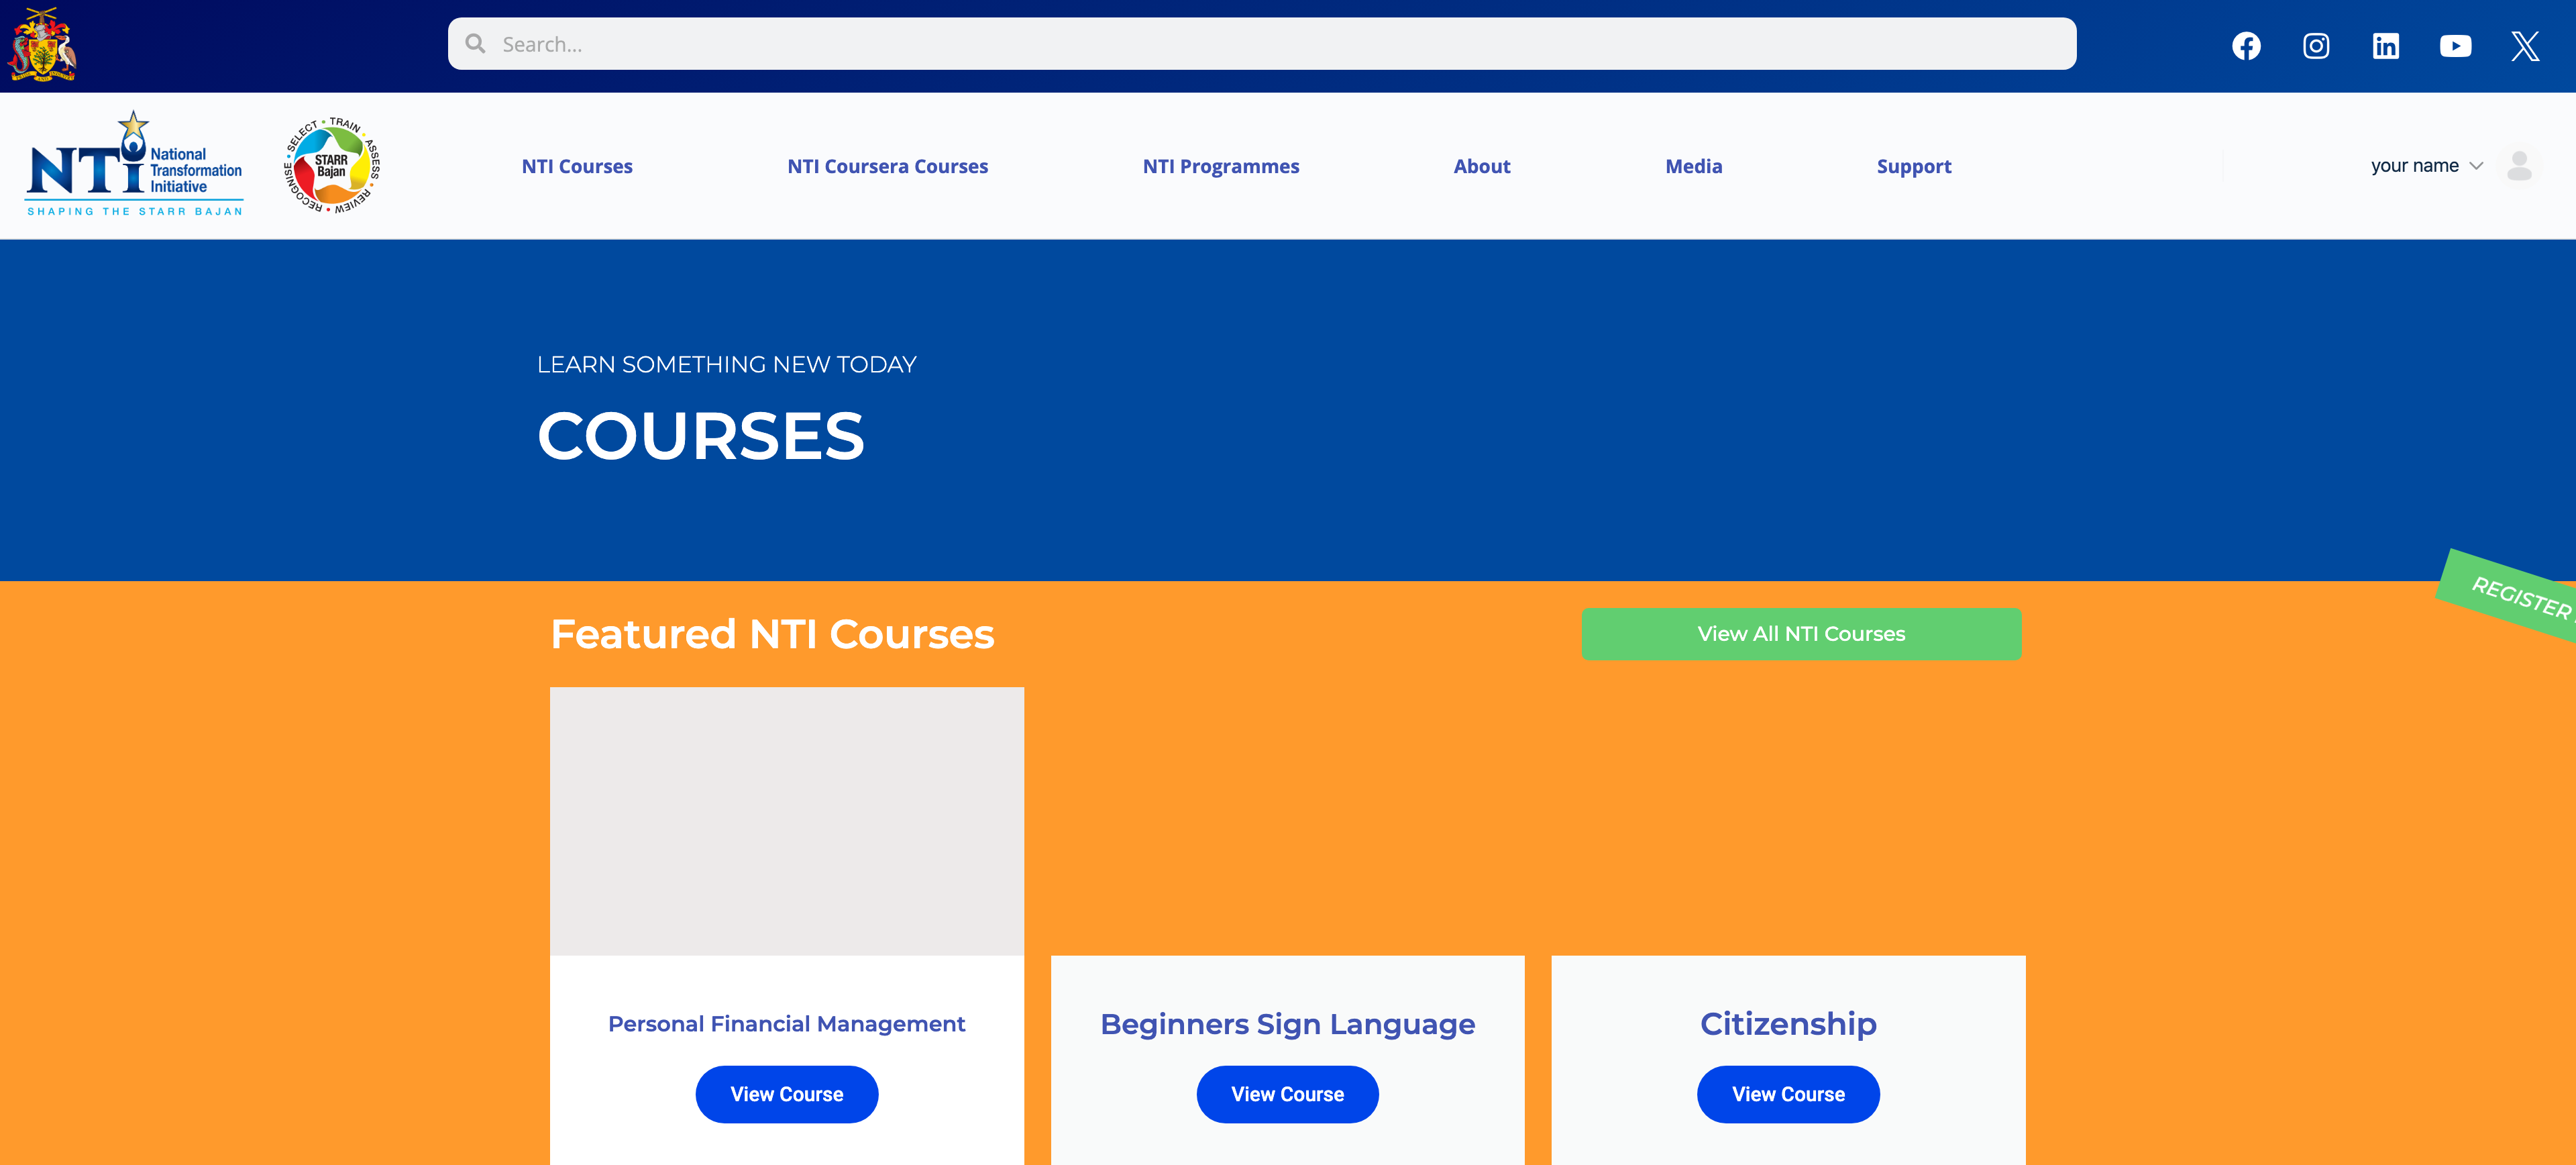 Search...
NTI National
Transformation
Initiative
SHAPING THE STARR BAJAN
SELECT • TRAIN • ASSESS • REVIEW • RECOGNISE •
STARR
Bajan
NTI Courses
NTI Coursera Courses
NTI Programmes
About
Media
Support
your name
LEARN SOMETHING NEW TODAY
COURSES
REGISTER
Featured NTI Courses
View All NTI Courses
Personal Financial Management
View Course
Beginners Sign Language
View Course
Citizenship
View Course